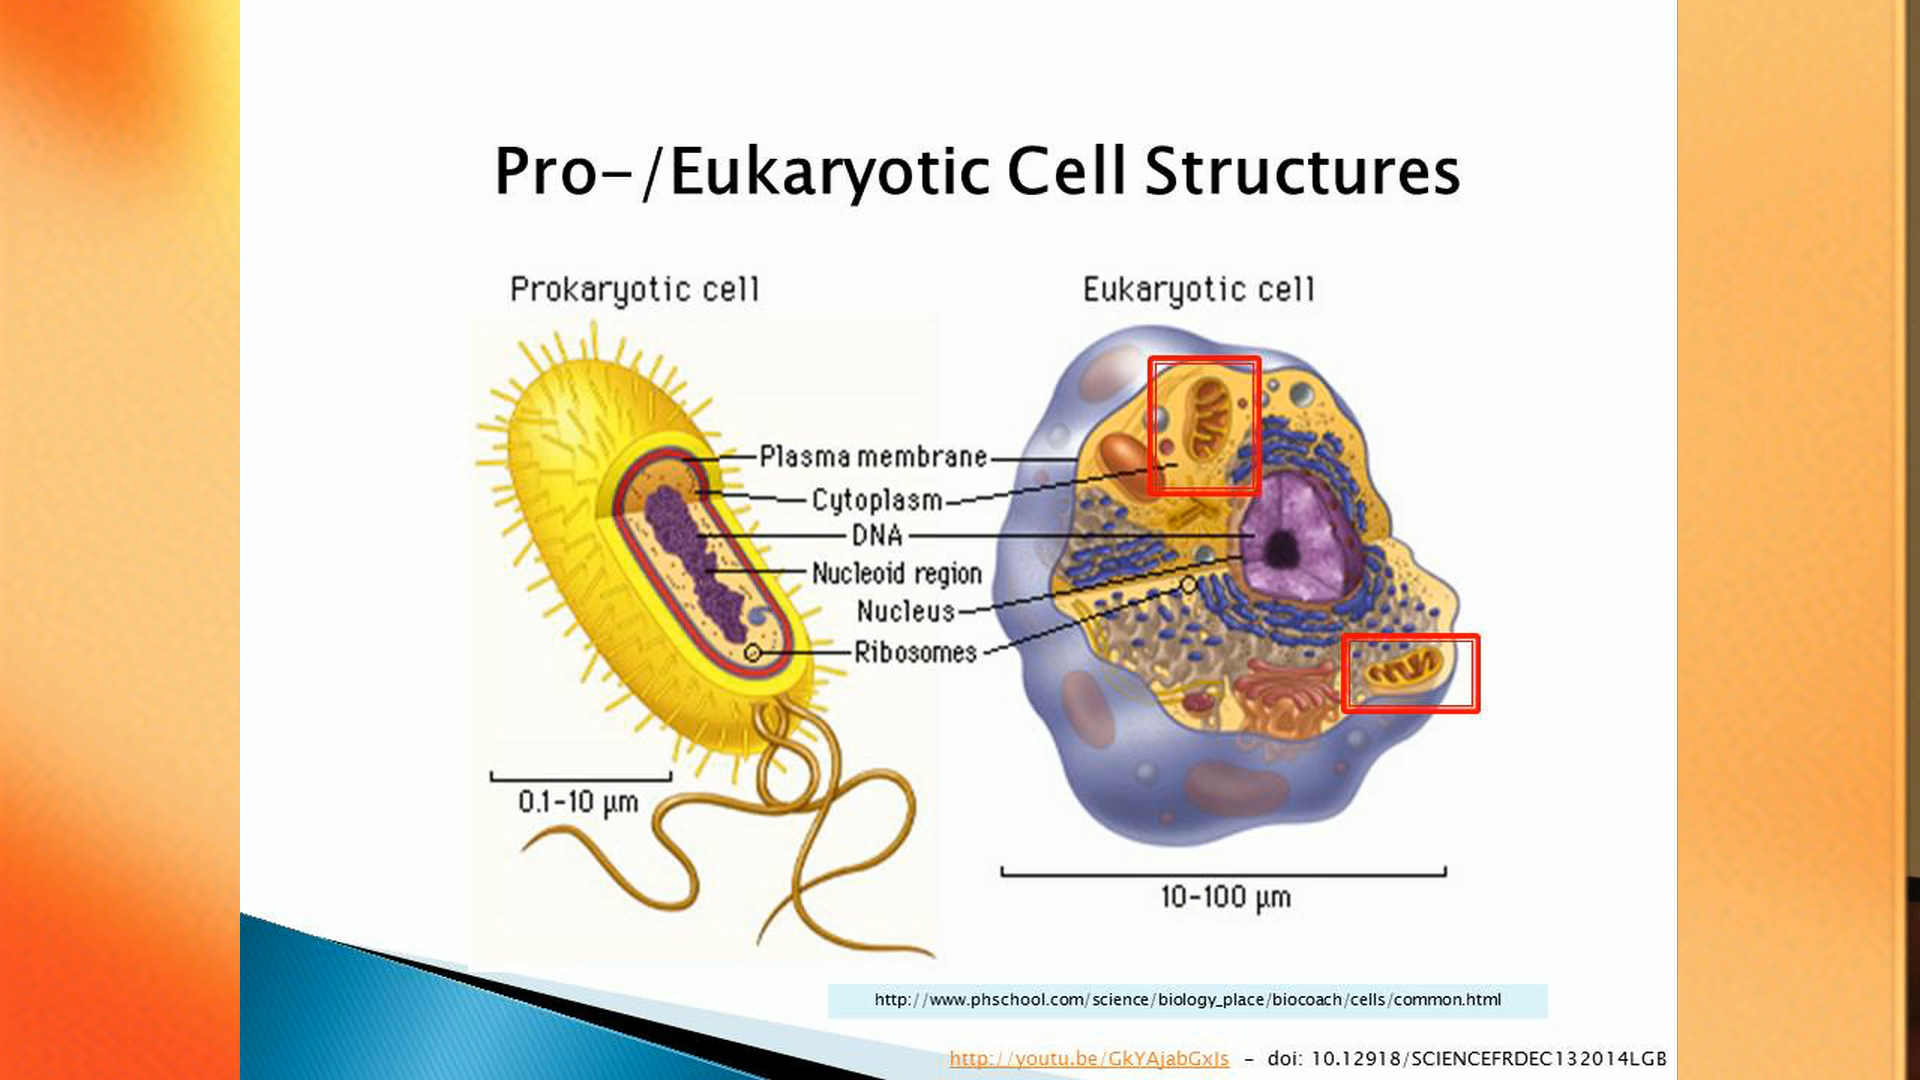 Pro-/Eukaryotic Cell Structures
Prokaryotic cell
Eukaryotic cell
Plasma membrane
Cytoplasm
DNA
Nucleoid region
Nucleus
Ribosomes
0.1-10 µm
10-100 µm
http://www.phschool.com/science/biology_place/biocoach/cells/common.html
http://youtu.be/GkYAjabGxJs - doi: 10.12918/SCIENCEFRDEC132014LGB